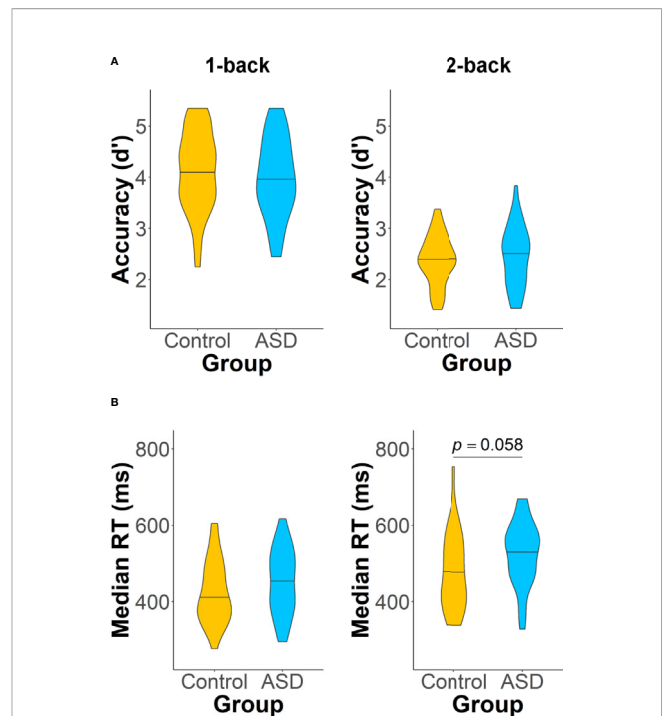 A
1-back 2-back
Accuracy (d')
5
4
3
2
Control ASD
Group
Accuracy (d')
5
4
3
2
Control ASD
Group
B
Median RT (ms)
800
600
400
Control ASD
Group
Median RT (ms)
800
600
400
p = 0.058
Control ASD
Group